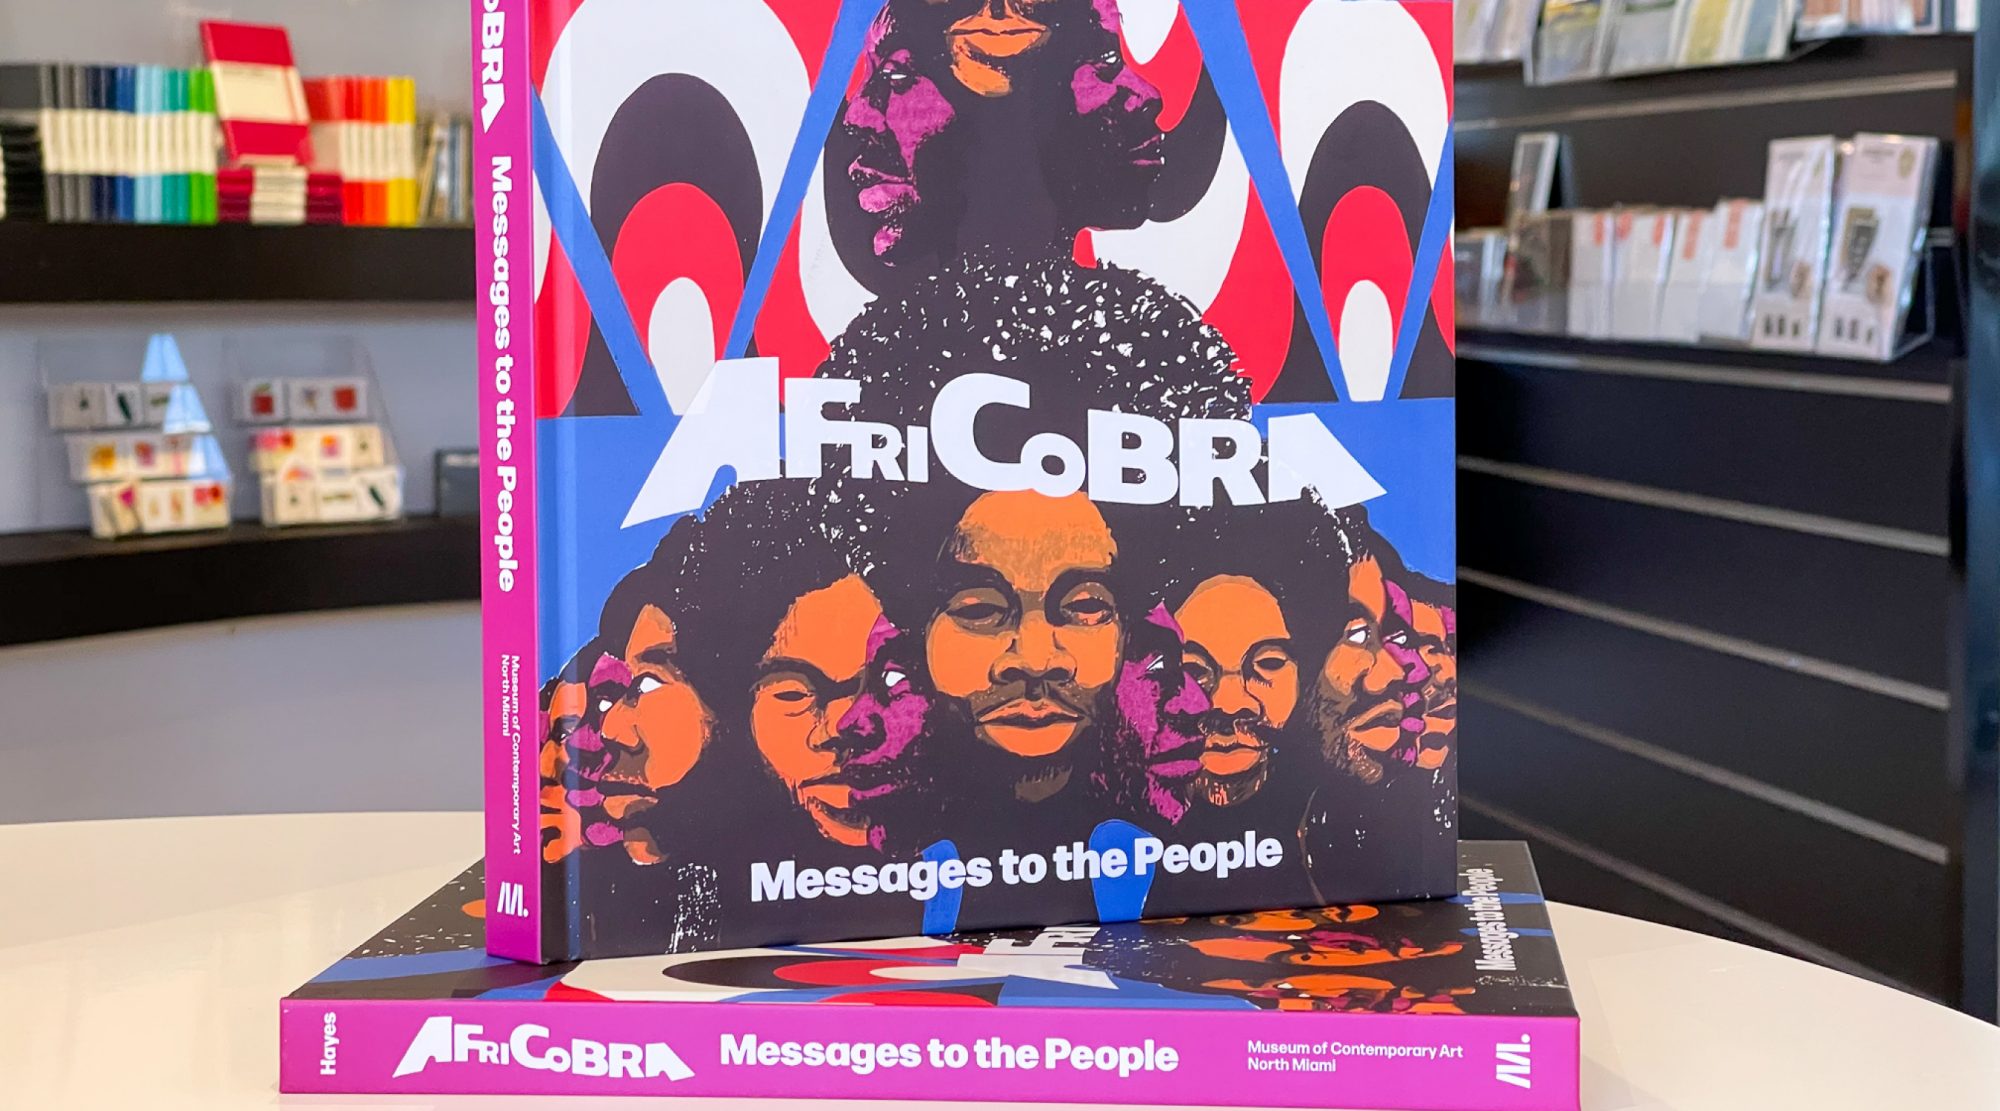 CoBRA
Messages to the People
Museum of Contemporary Art
North Miami
M.
AFRICOBRA
Messages to the People
Messages to the People
Hayes
AFRICOBRA
Messages to the People
Museum of Contemporary Art
North Miami
M.